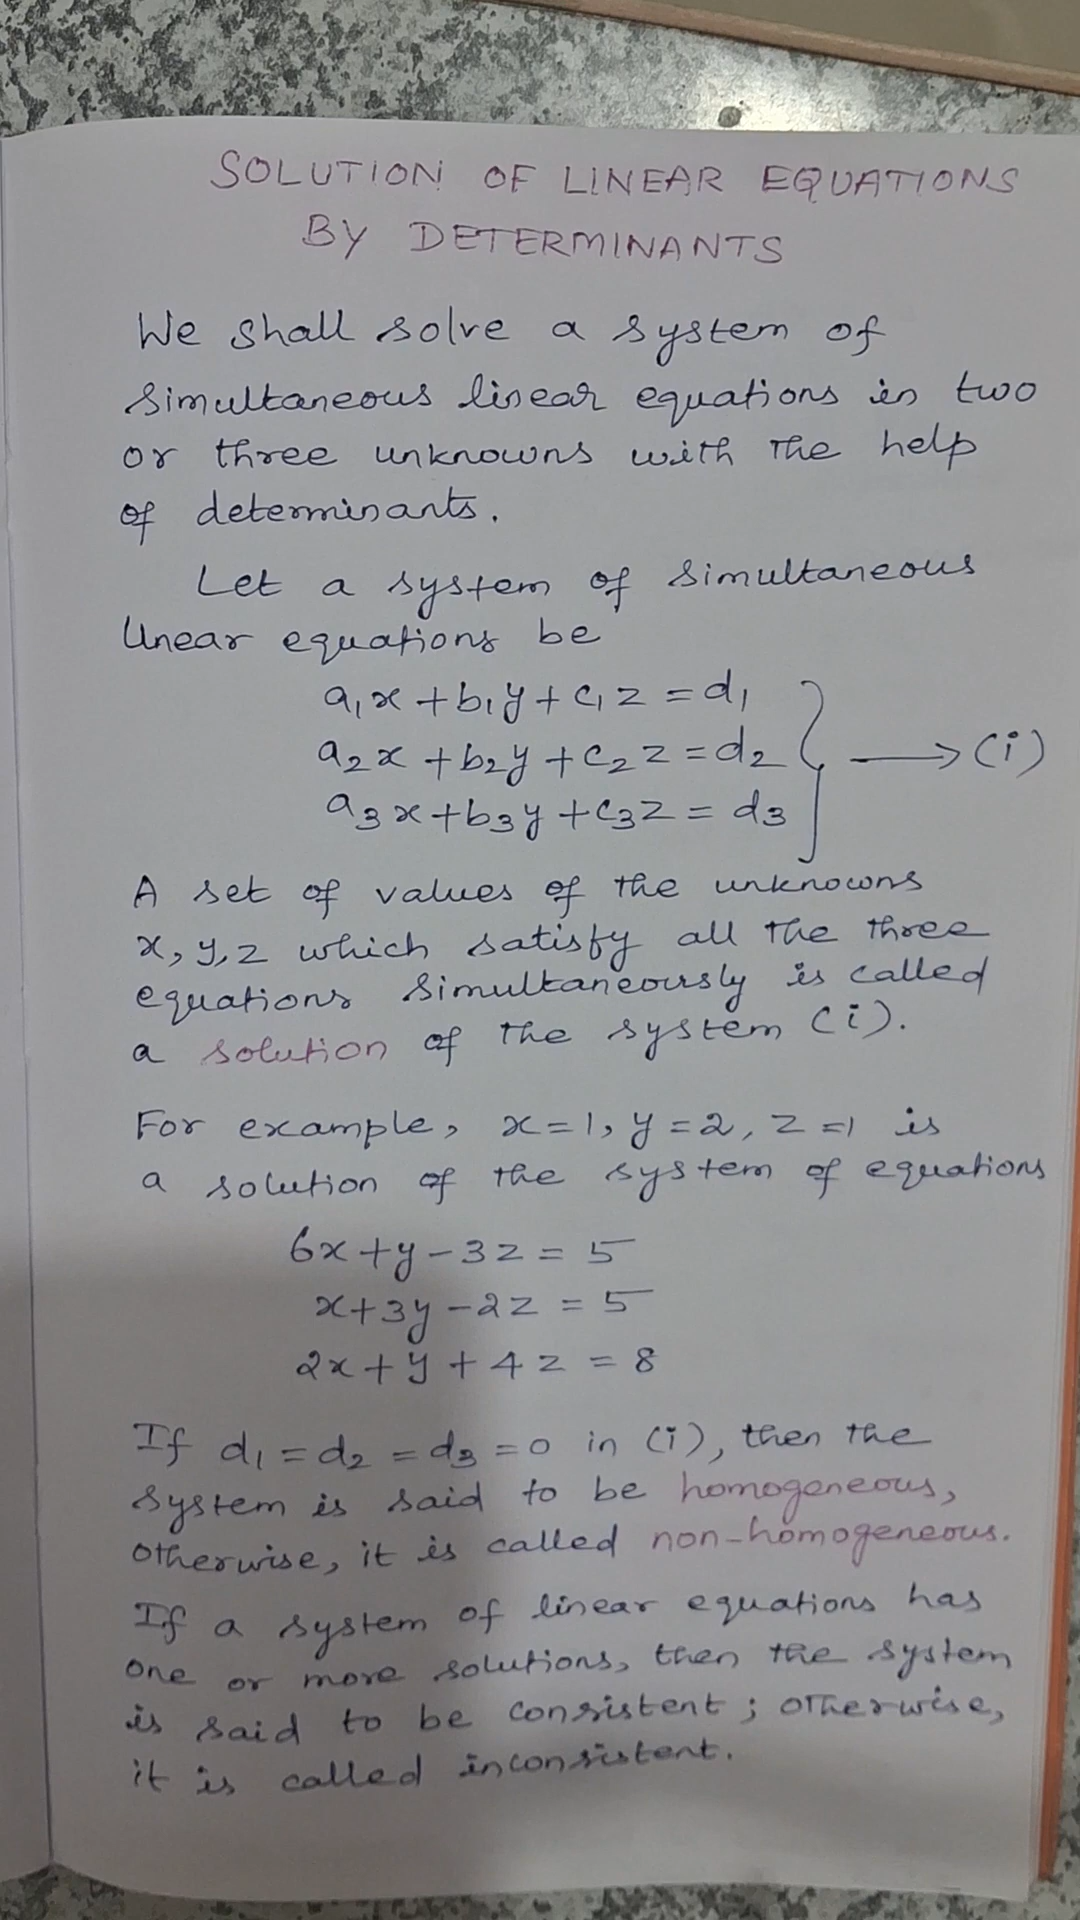 SOLUTION OF LINEAR EQUATIONS
BY DETERMINANTS
We shall solve a system of
simultaneous linear equations in two
or three unknowns with the help
of determinants.
Let a system of simultaneous
linear equations be
a₁x + b₁y + c₁z = d₁
a₂x + b₂y + c₂z = d₂ } → (i)
a₃x + b₃y + c₃z = d₃
A set of values of the unknowns
x, y, z which satisfy all the three
equations simultaneously is called
a solution of the system (i).
For example, x=1, y=2, z=1 is
a solution of the system of equations
6x + y - 3z = 5
x + 3y - 2z = 5
2x + y + 4z = 8
If d₁ = d₂ = d₃ = 0 in (i), then the
system is said to be homogeneous,
otherwise, it is called non-homogeneous.
If a system of linear equations has
one or more solutions, then the system
is said to be consistent; otherwise,
it is called inconsistent.